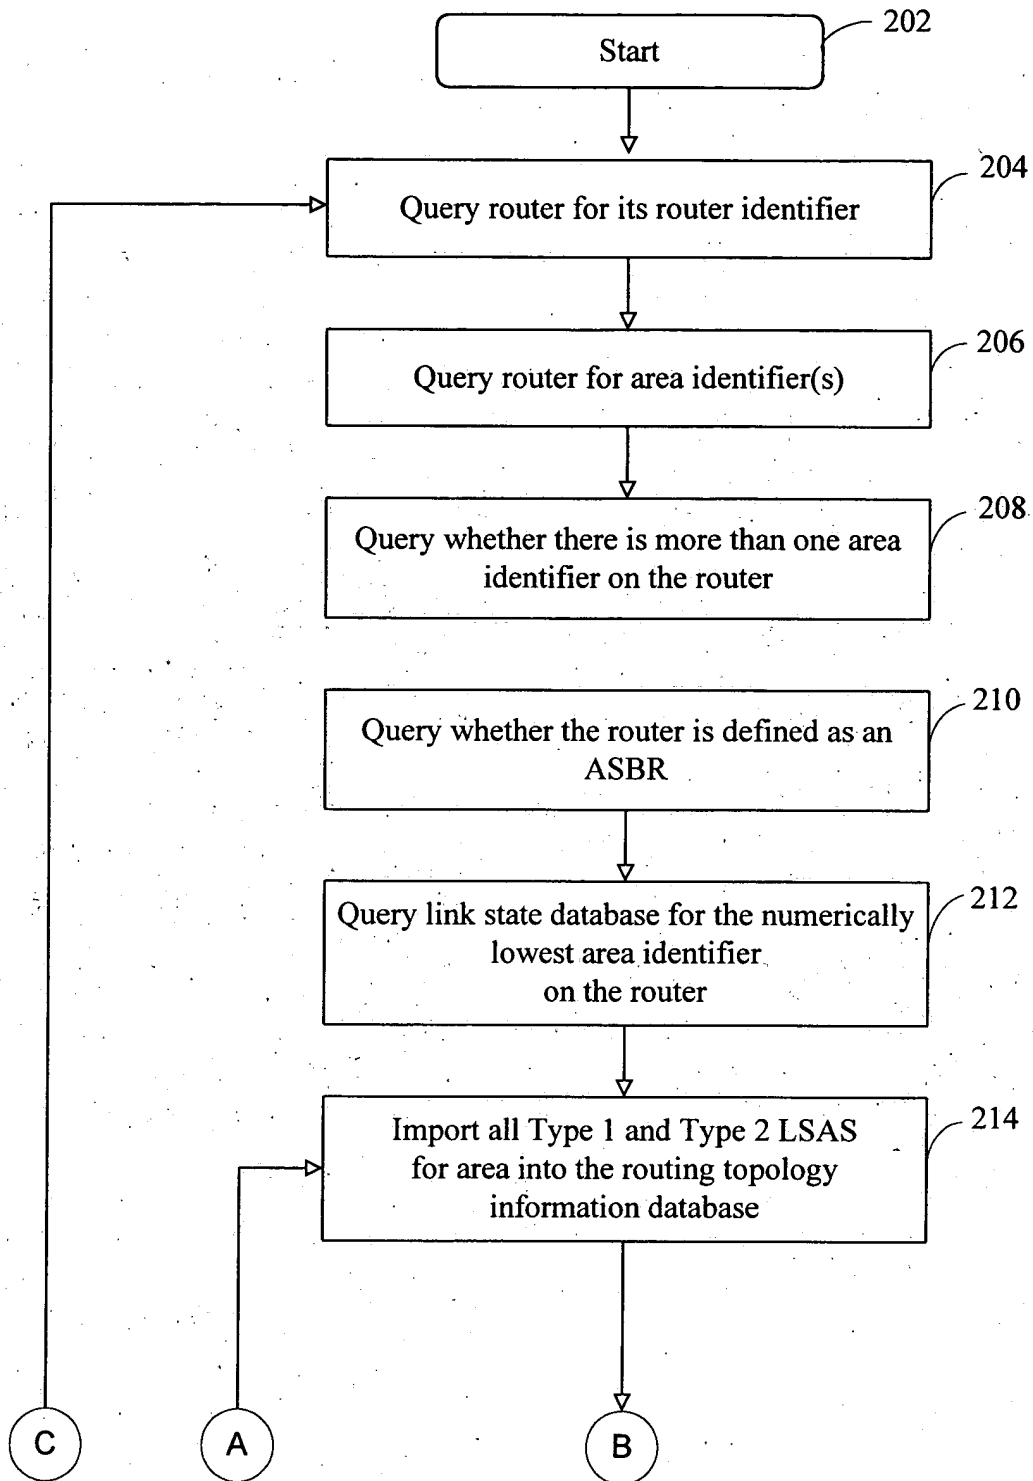 Start
202
Query router for its router identifier
204
Query router for area identifier(s)
206
Query whether there is more than one area
identifier on the router
208
Query whether the router is defined as an
ASBR
210
Query link state database for the numerically
lowest area identifier
on the router
212
Import all Type 1 and Type 2 LSAS
for area into the routing topology
information database
214
C
A
B